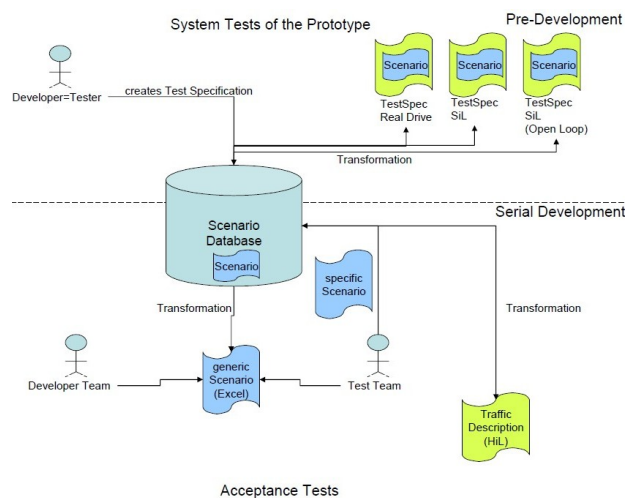 System Tests of the Prototype
Pre-Development
Scenario
Scenario
Scenario
Developer=Tester
creates Test Specification
TestSpec
Real Drive
TestSpec
SiL
TestSpec
SiL
(Open Loop)
Transformation
Serial Development
Scenario
Database
Scenario
specific
Scenario
Transformation
Transformation
generic
Scenario
(Excel)
Developer Team
Test Team
Traffic
Description
(HiL)
Acceptance Tests